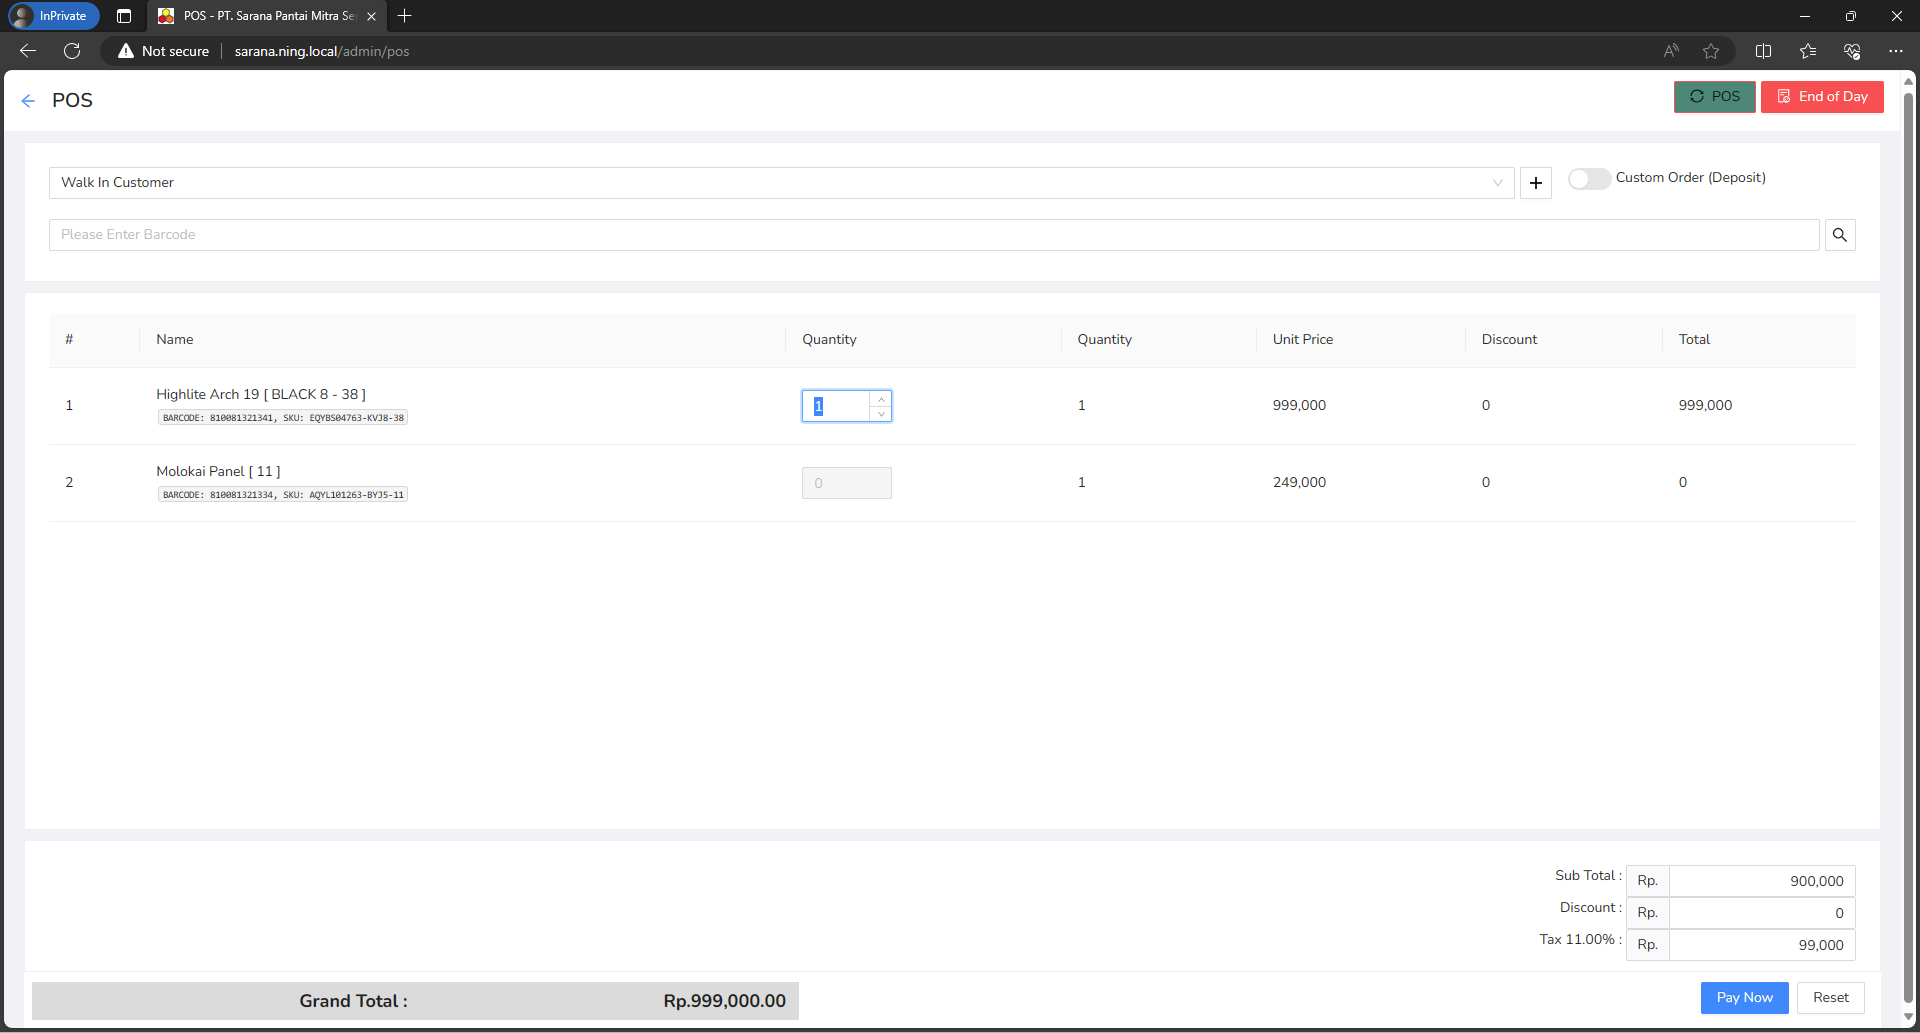 InPrivate
POS - PT. Sarana Pantai Mitra Se
Not secure
sarana.ning.local/admin/pos
POS
POS
End of Day
Walk In Customer
Custom Order (Deposit)
Please Enter Barcode
# Name Quantity Quantity Unit Price Discount Total
1 Highlite Arch 19 [ BLACK 8 - 38 ] 1 1 999,000 0 999,000
BARCODE: 810081321341, SKU: EQYBS04763-KVJ8-38
2 Molokai Panel [ 11 ] 0 1 249,000 0 0
BARCODE: 810081321334, SKU: AQYL101263-BYJ5-11
Sub Total : Rp. 900,000
Discount : Rp. 0
Tax 11.00% : Rp. 99,000
Grand Total : Rp.999,000.00
Pay Now
Reset